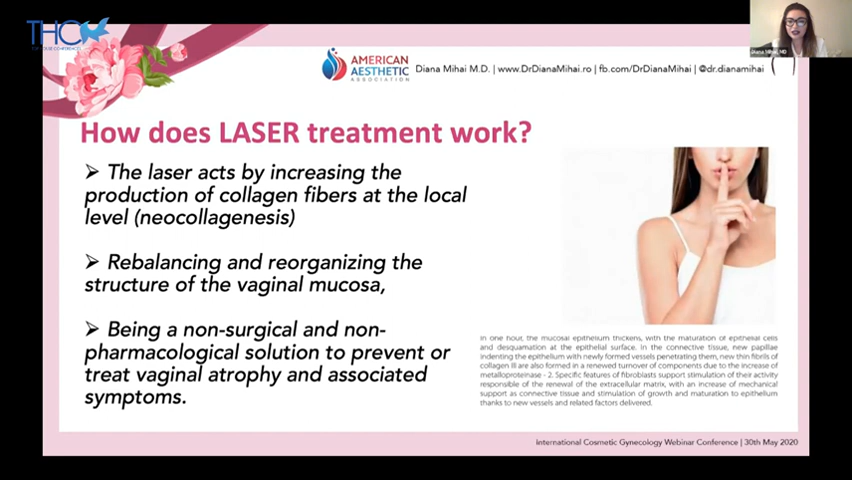 THC
AMERICAN
AESTHETIC
ASSOCIATION
Diana Mihai M.D. | www.DrDianaMihai.ro | fb.com/DrDianaMihai | @dr.dianamihai
Diana Mihai, MD
How does LASER treatment work?
➢ The laser acts by increasing the
production of collagen fibers at the local
level (neocollagenesis)
➢ Rebalancing and reorganizing the
structure of the vaginal mucosa,
➢ Being a non-surgical and non-
pharmacological solution to prevent or
treat vaginal atrophy and associated
symptoms.
In one hour, the mucosal epithelium thickens, with the maturation of epithelial cells
and desquamation at the epithelial surface. In the connective tissue, new papillae
indenting the epithelium with newly formed vessels penetrating them, new thin fibrils of
collagen III are also formed in a renewed turnover of components due to the increase of
metalloproteinase - 2. Specific features of fibroblasts support stimulation of their activity
responsible of the renewal of the extracellular matrix, with an increase of mechanical
support as connective tissue and stimulation of growth and maturation to epithelium
thanks to new vessels and related factors delivered.
International Cosmetic Gynecology Webinar Conference | 30th May 2020